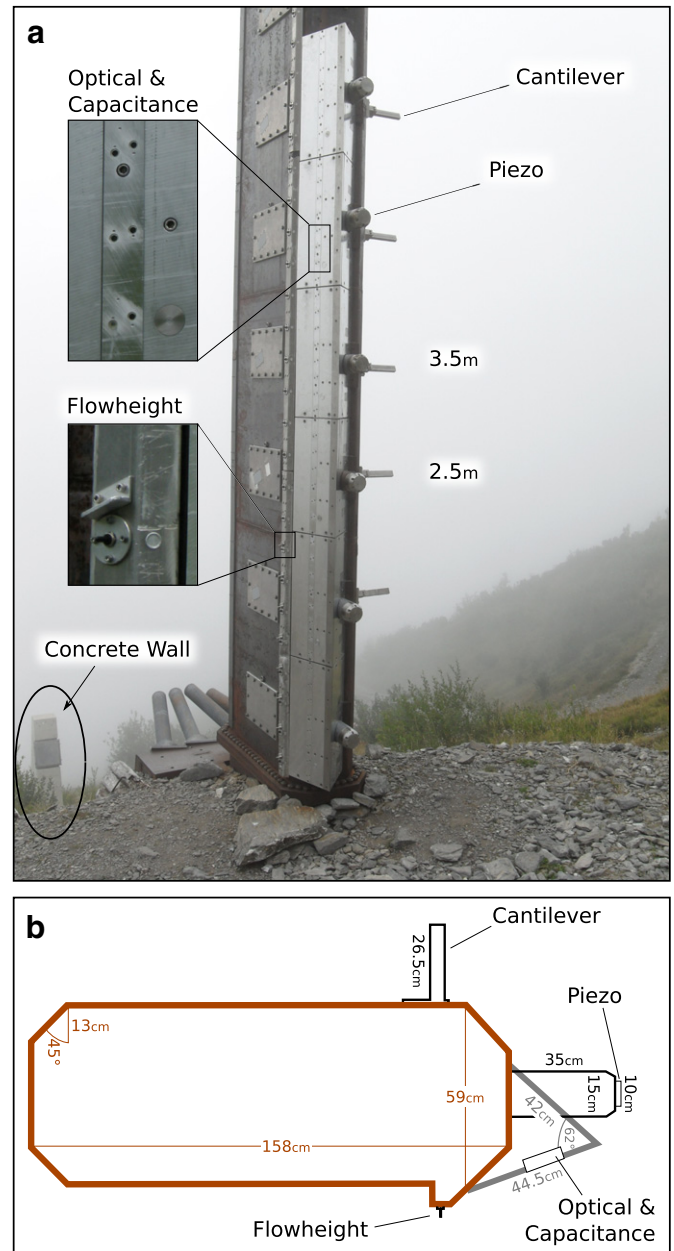 a
Optical &
Capacitance
Cantilever
Piezo
3.5m
Flowheight
2.5m
Concrete Wall
b
Cantilever
26.5cm
Piezo
13cm
45°
35cm
15cm
10cm
42cm
59cm
62°
158cm
44.5cm
Optical &
Capacitance
Flowheight